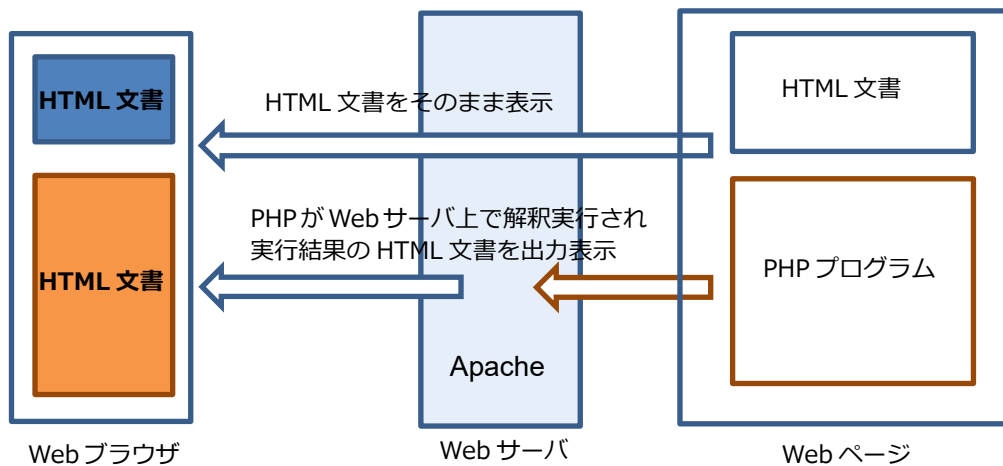 HTML 文書
HTML 文書をそのまま表示
HTML 文書
PHP が Web サーバ上で解釈実行され
実行結果の HTML 文書を出力表示
HTML 文書
PHP プログラム
Apache
Web ブラウザ
Web サーバ
Web ページ